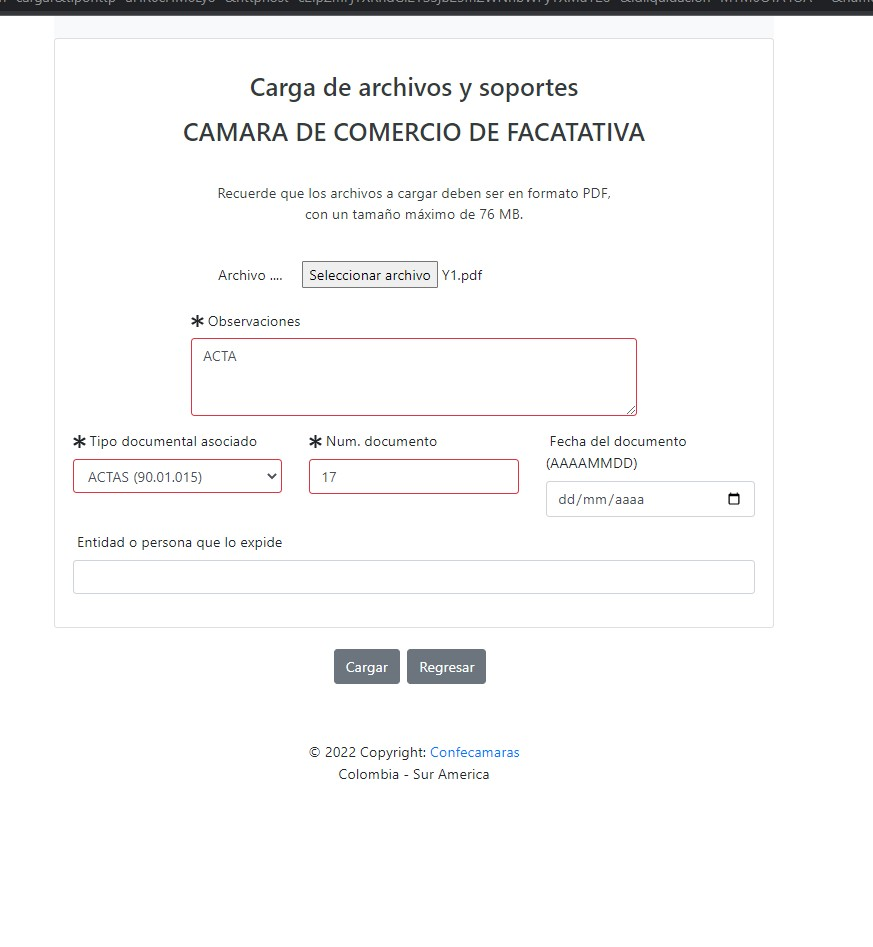 Carga de archivos y soportes
CAMARA DE COMERCIO DE FACATATIVA
Recuerde que los archivos a cargar deben ser en formato PDF,
con un tamaño máximo de 76 MB.
Archivo .... Seleccionar archivo Y1.pdf
* Observaciones
ACTA
* Tipo documental asociado
ACTAS (90.01.015)
* Num. documento
17
Fecha del documento
(AAAAMMDD)
dd/mm/aaaa
Entidad o persona que lo expide
Cargar Regresar
© 2022 Copyright: Confecamaras
Colombia - Sur America